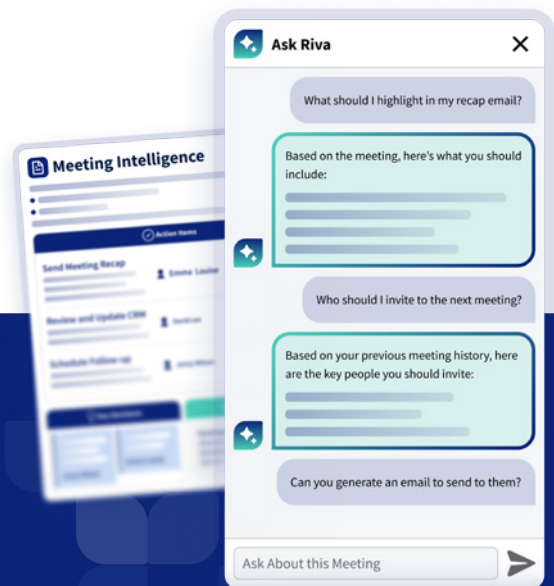 Ask Riva
What should I highlight in my recap email?
Based on the meeting, here's what you should
include:
Who should I invite to the next meeting?
Based on your previous meeting history, here
are the key people you should invite:
Can you generate an email to send to them?
Ask About this Meeting
Meeting Intelligence
Action Items
Send Meeting Recap
Emma Louise
Review and Update CRM
David Lee
Schedule Follow-up